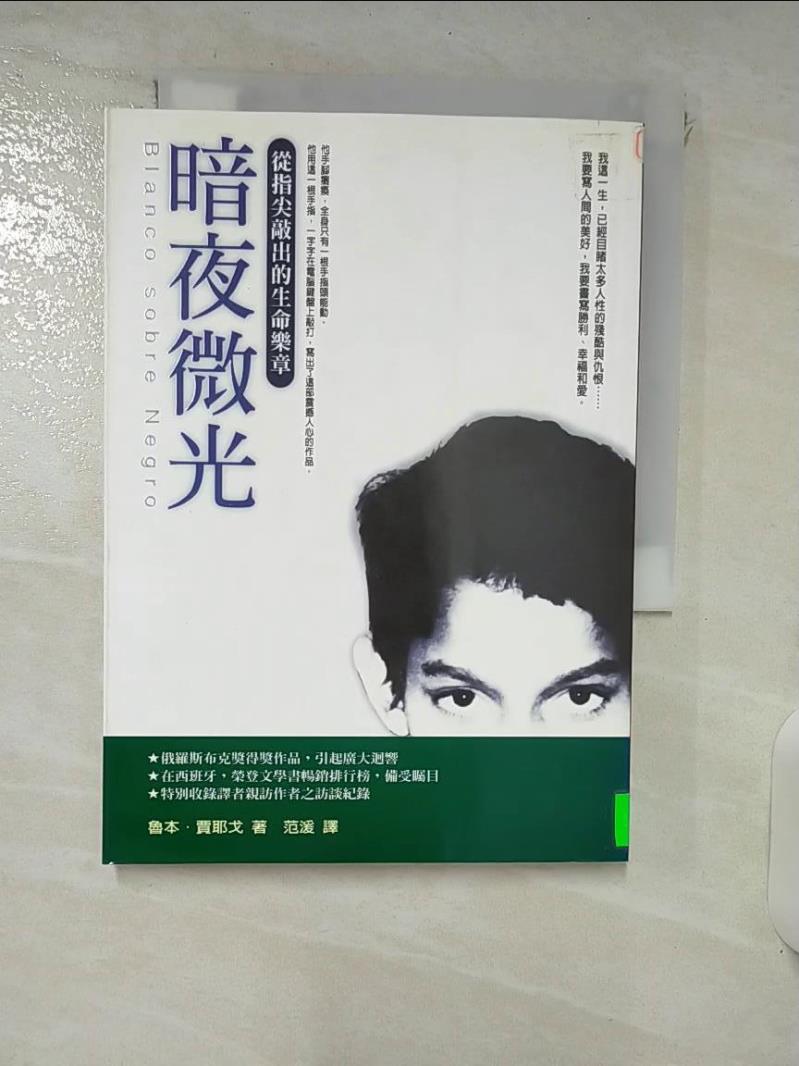 我這一生，已經目睹太多人性的殘酷與仇恨……
我要寫人間的美好，我要書寫勝利、幸福和愛。
他手腳癱瘓，全身只有一根手指頭能動。
他用這一根手指，一字字在電腦鍵盤上敲打，寫出了這部震撼人心的作品。
從指尖敲出的生命樂章
暗夜微光
Blanco sobre Negro
★俄羅斯布克獎得獎作品，引起廣大迴響
★在西班牙，榮登文學書暢銷排行榜，備受矚目
★特別收錄譯者親訪作者之訪談紀錄
魯本·賈耶戈 著 范湲 譯